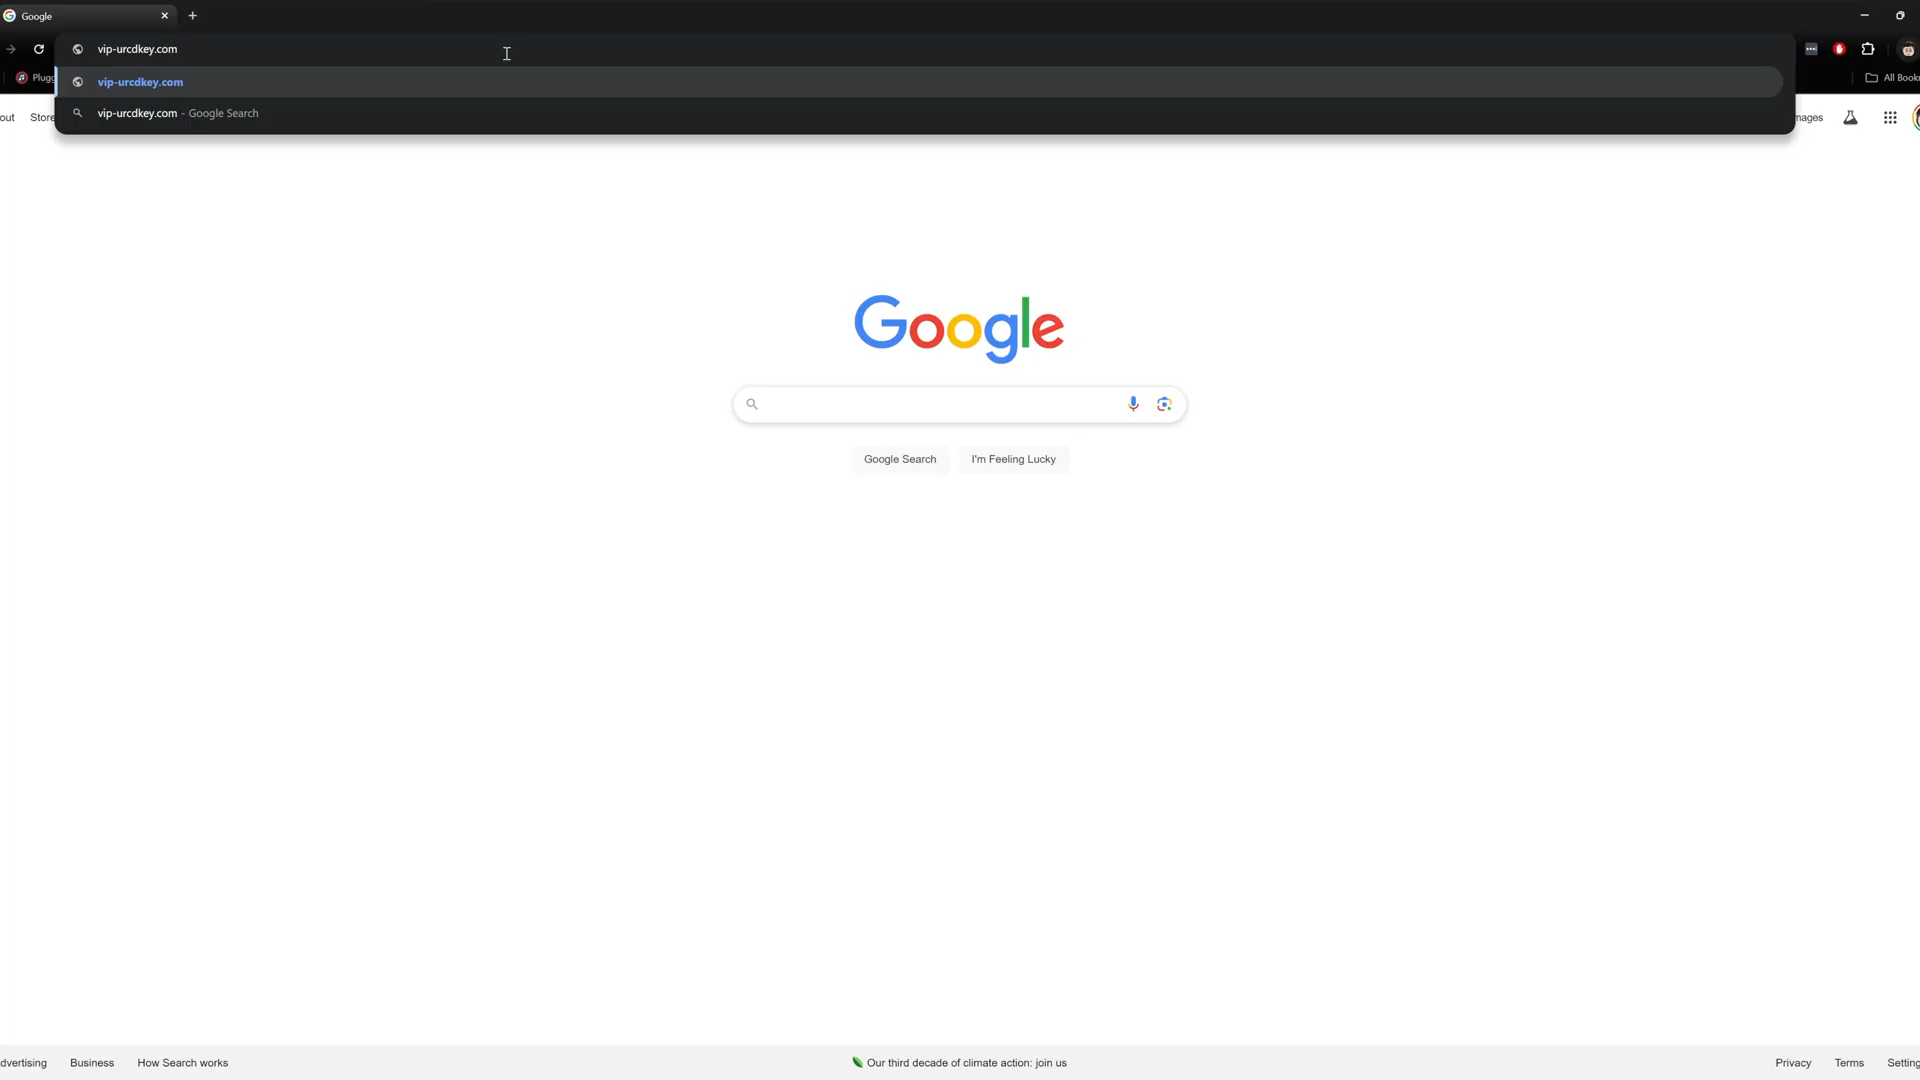 Google
vip-urcdkey.com
Plugg
All Book
vip-urcdkey.com
vip-urcdkey.com - Google Search
out Store
mages
Google
Google Search I'm Feeling Lucky
dvertising Business How Search works
Our third decade of climate action: join us
Privacy Terms Setting